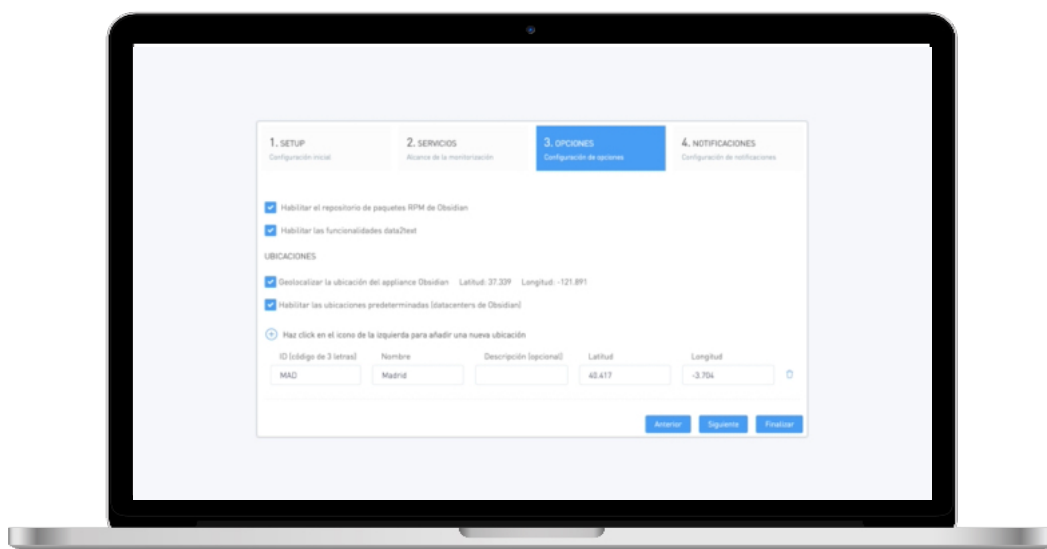 1. SETUP
Configuración inicial
2. SERVICIOS
Alcance de la monitorización
3. OPCIONES
Configuración de opciones
4. NOTIFICACIONES
Configuración de notificaciones
Habilitar el repositorio de paquetes RPM de Obsidian
Habilitar las funcionalidades data2text
UBICACIONES
Geolocalizar la ubicación del appliance Obsidian Latitud: 37.339 Longitud: -121.891
Habilitar las ubicaciones predeterminadas (datacenters de Obsidian)
Haz click en el icono de la izquierda para añadir una nueva ubicación
ID (código de 3 letras) Nombre Descripción (opcional) Latitud Longitud
MAD Madrid 40.417 -3.704
Anterior Siguiente Finalizar